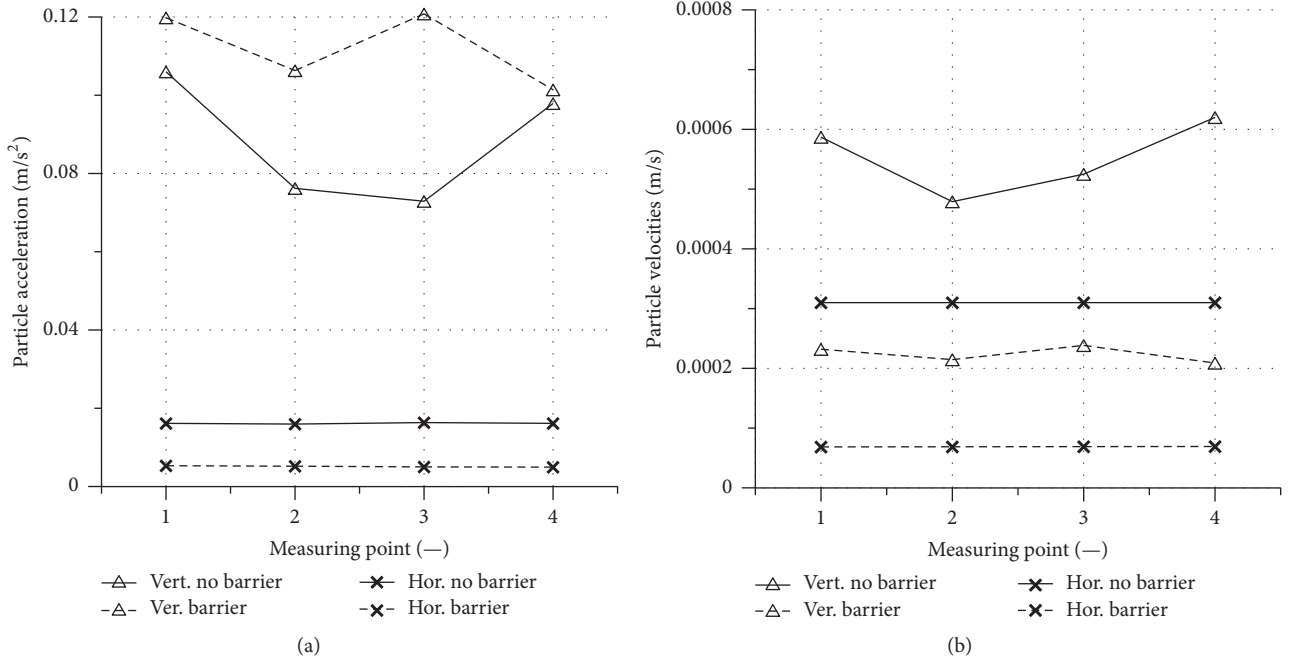 0.12
0.08
0.04
0
Particle acceleration (m/s²)
1 2 3 4
Measuring point (—)
Vert. no barrier
Ver. barrier
Hor. no barrier
Hor. barrier
(a)
0.0008
0.0006
0.0004
0.0002
0
Particle velocities (m/s)
1 2 3 4
Measuring point (—)
Vert. no barrier
Ver. barrier
Hor. no barrier
Hor. barrier
(b)